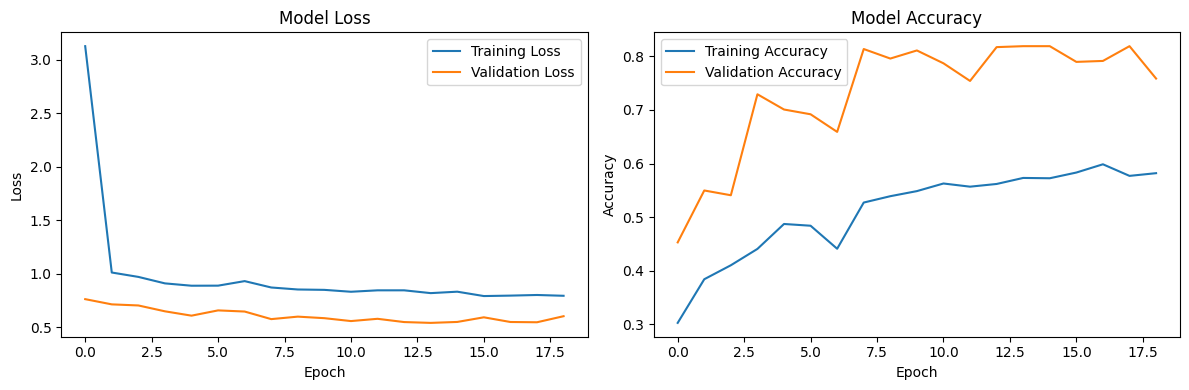 Model Loss
Loss
3.0
2.5
2.0
1.5
1.0
0.5
Training Loss
Validation Loss
0.0 2.5 5.0 7.5 10.0 12.5 15.0 17.5
Epoch
Model Accuracy
Accuracy
0.8
0.7
0.6
0.5
0.4
0.3
Training Accuracy
Validation Accuracy
0.0 2.5 5.0 7.5 10.0 12.5 15.0 17.5
Epoch